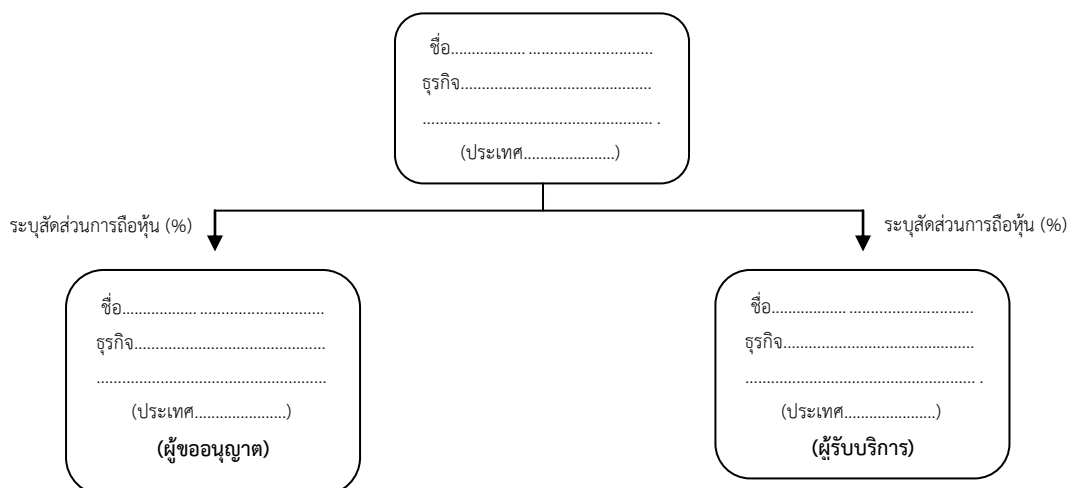 ชื่อ................. .............................
ธุรกิจ.............................................
...................................................... .
(ประเทศ......................)
ระบุสัดส่วนการถือหุ้น (%)
ระบุสัดส่วนการถือหุ้น (%)
ชื่อ................. .............................
ธุรกิจ.............................................
......................................................
(ประเทศ......................)
(ผู้ขออนุญาต)
ชื่อ................. .............................
ธุรกิจ.............................................
...................................................... .
(ประเทศ......................)
(ผู้รับบริการ)